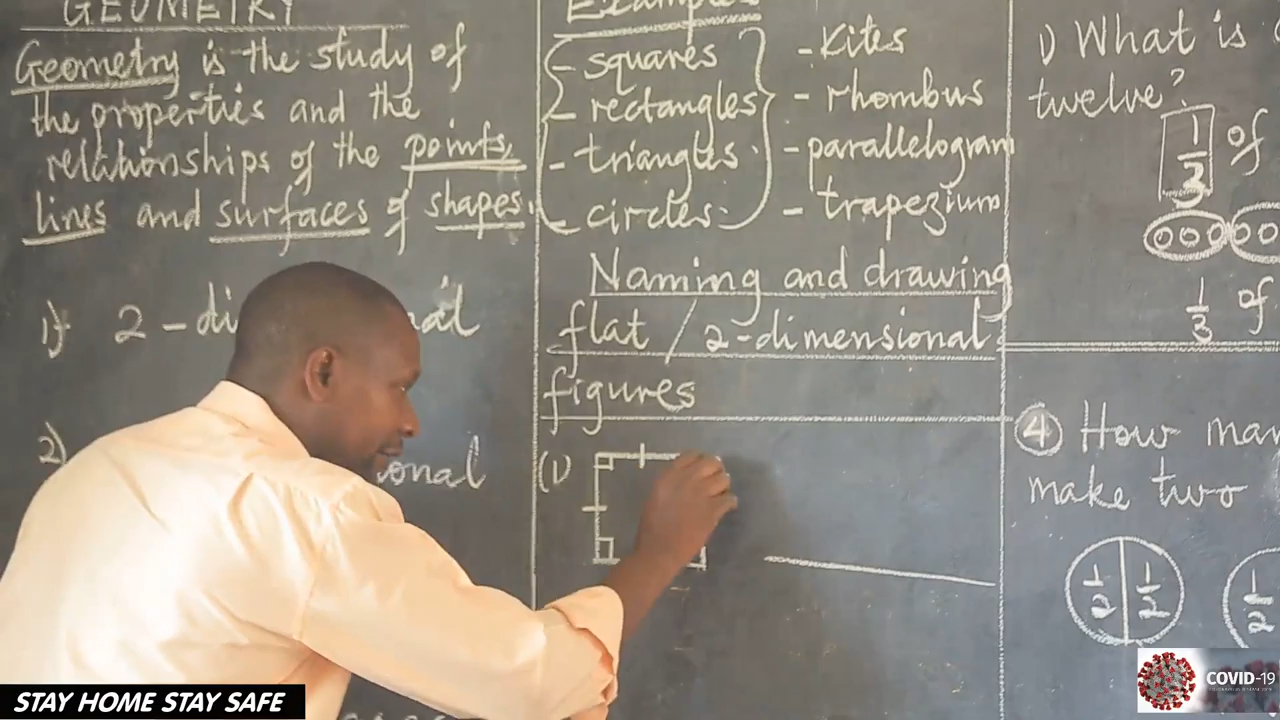 GEOMETRY
Geometry is the study of
the properties and the
relationships of the points,
lines and surfaces of shapes.
1) 2-di
2)
Examples
- squares
- rectangles
- triangles
- circles
- Kites
- rhombus
- parallelogram
- trapezium
Naming and drawing
flat / 2-dimensional
figures
(1)
1) What is
twelve?
1/3 of
1/3 of
4 How
make two
1/2 1/2
1/2
STAY HOME STAY SAFE
COVID-19